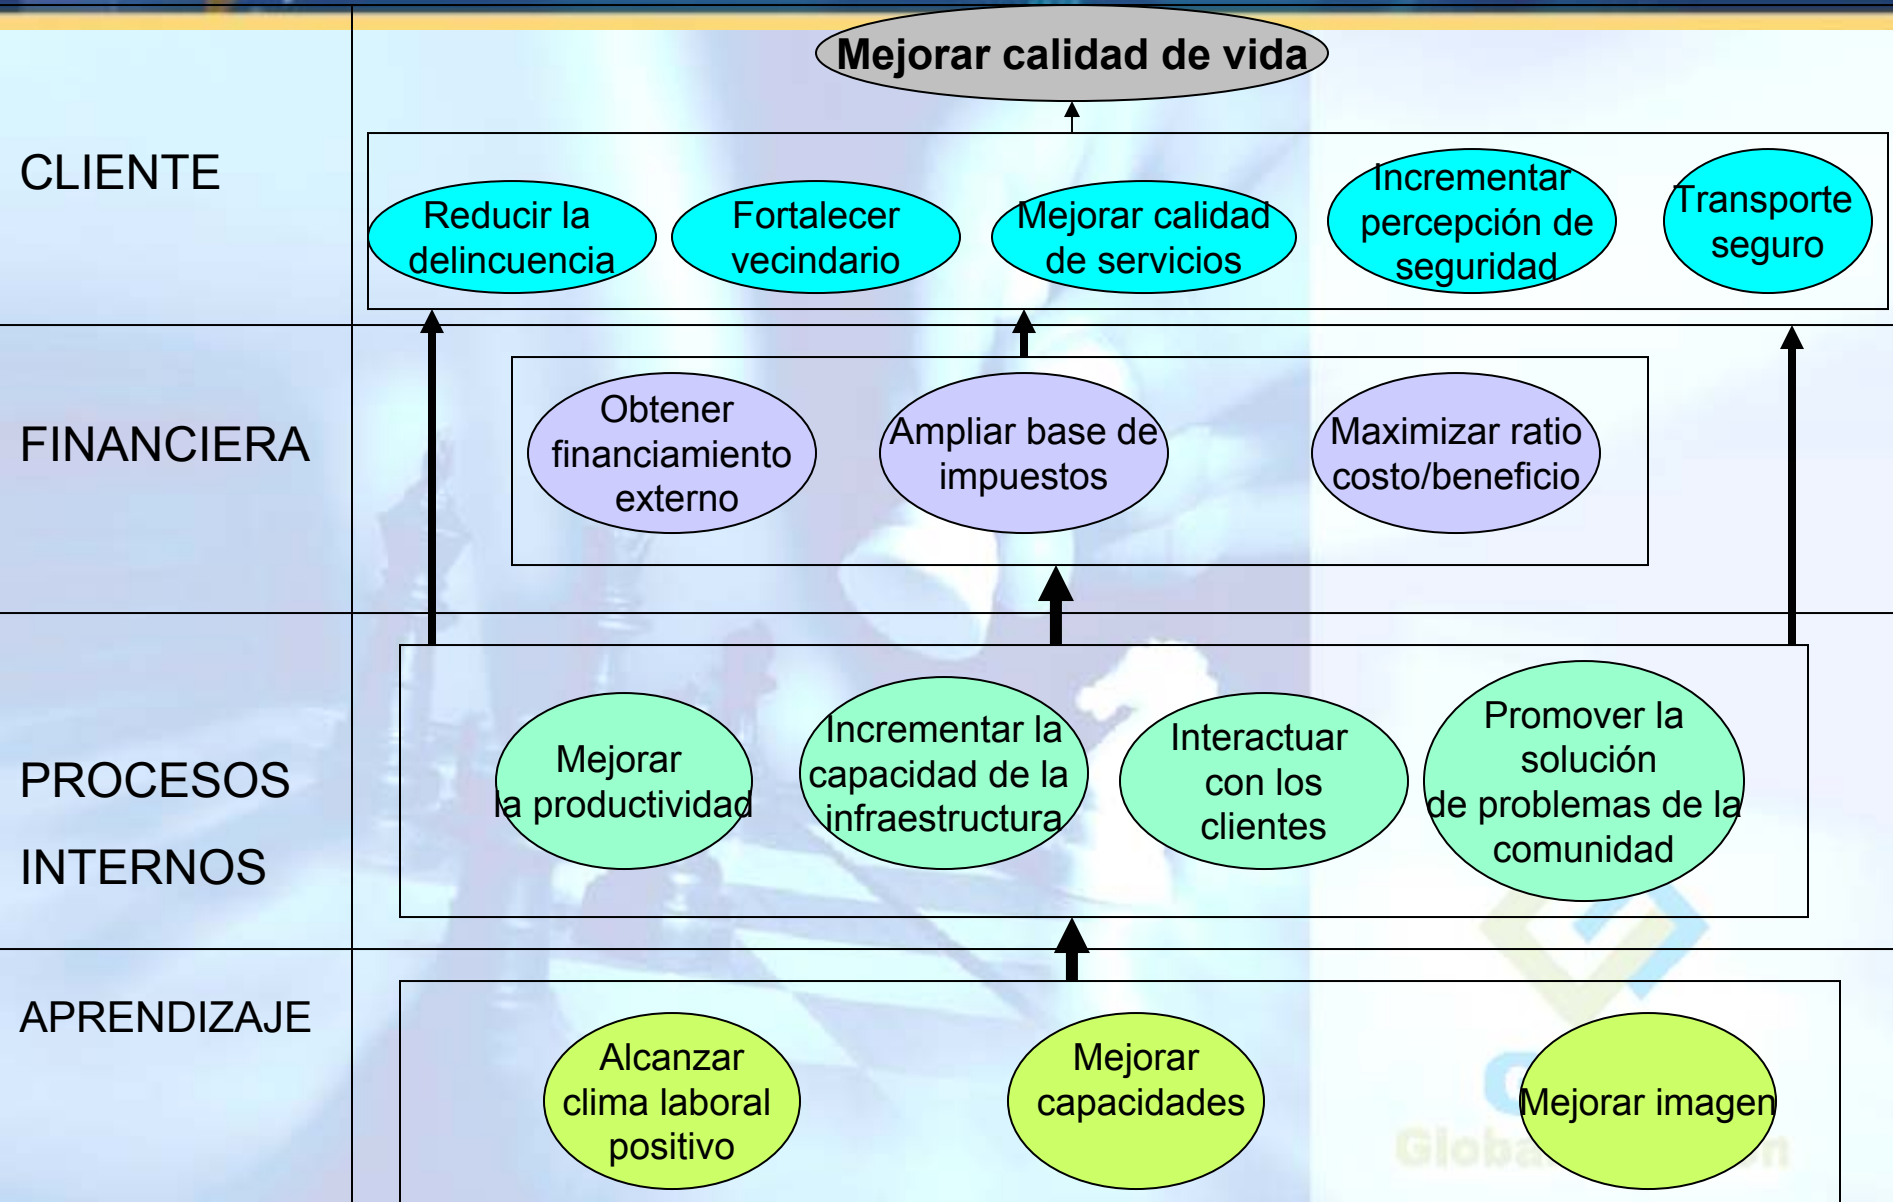 Mejorar calidad de vida
CLIENTE
Reducir la
delincuencia
Fortalecer
vecindario
Mejorar calidad
de servicios
Incrementar
percepción de
seguridad
Transporte
seguro
FINANCIERA
Obtener
financiamiento
externo
Ampliar base de
impuestos
Maximizar ratio
costo/beneficio
PROCESOS
INTERNOS
Mejorar
la productividad
Incrementar la
capacidad de la
infraestructura
Interactuar
con los
clientes
Promover la
solución
de problemas de la
comunidad
APRENDIZAJE
Alcanzar
clima laboral
positivo
Mejorar
capacidades
Mejorar imagen